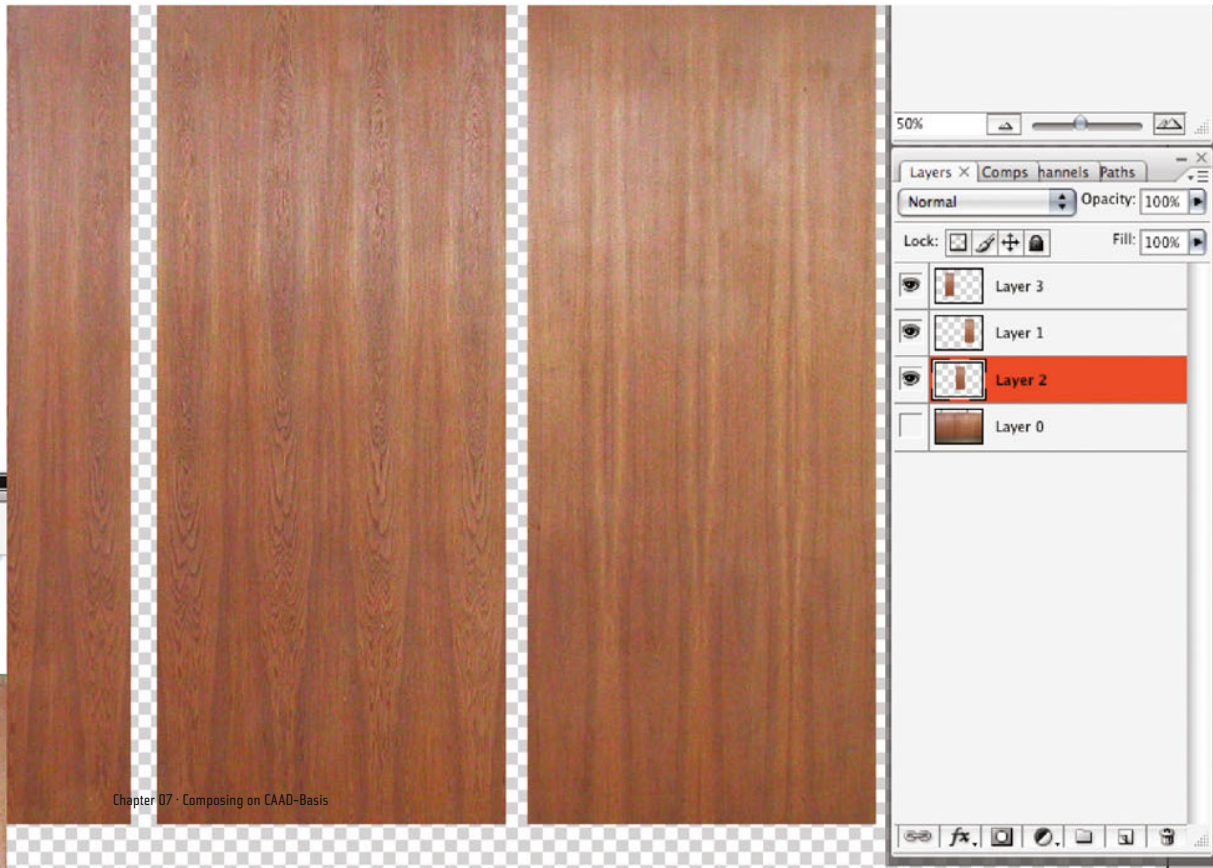 50%
Layers × Comps hannels Paths
Normal Opacity: 100%
Lock: Fill: 100%
Layer 3
Layer 1
Layer 2
Layer 0
fx.
Chapter 07 · Composing on CAAD-Basis